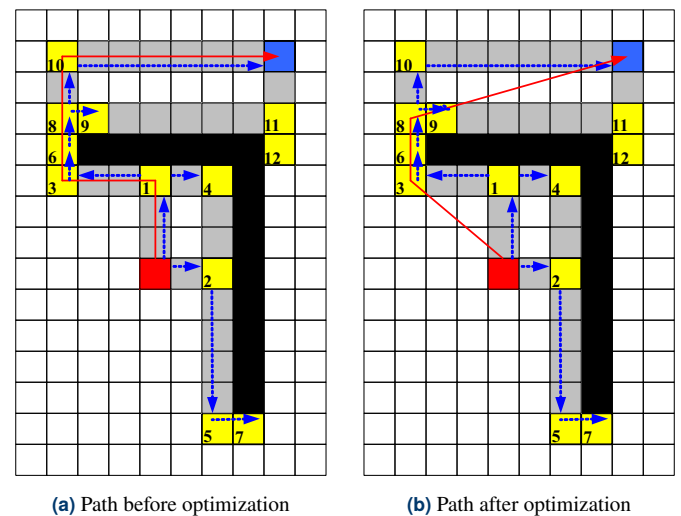 10 10
8 9 11 8 9 11
6 12 6 12
3 1 4 3 1 4
2 2
5 7 5 7
(a) Path before optimization (b) Path after optimization